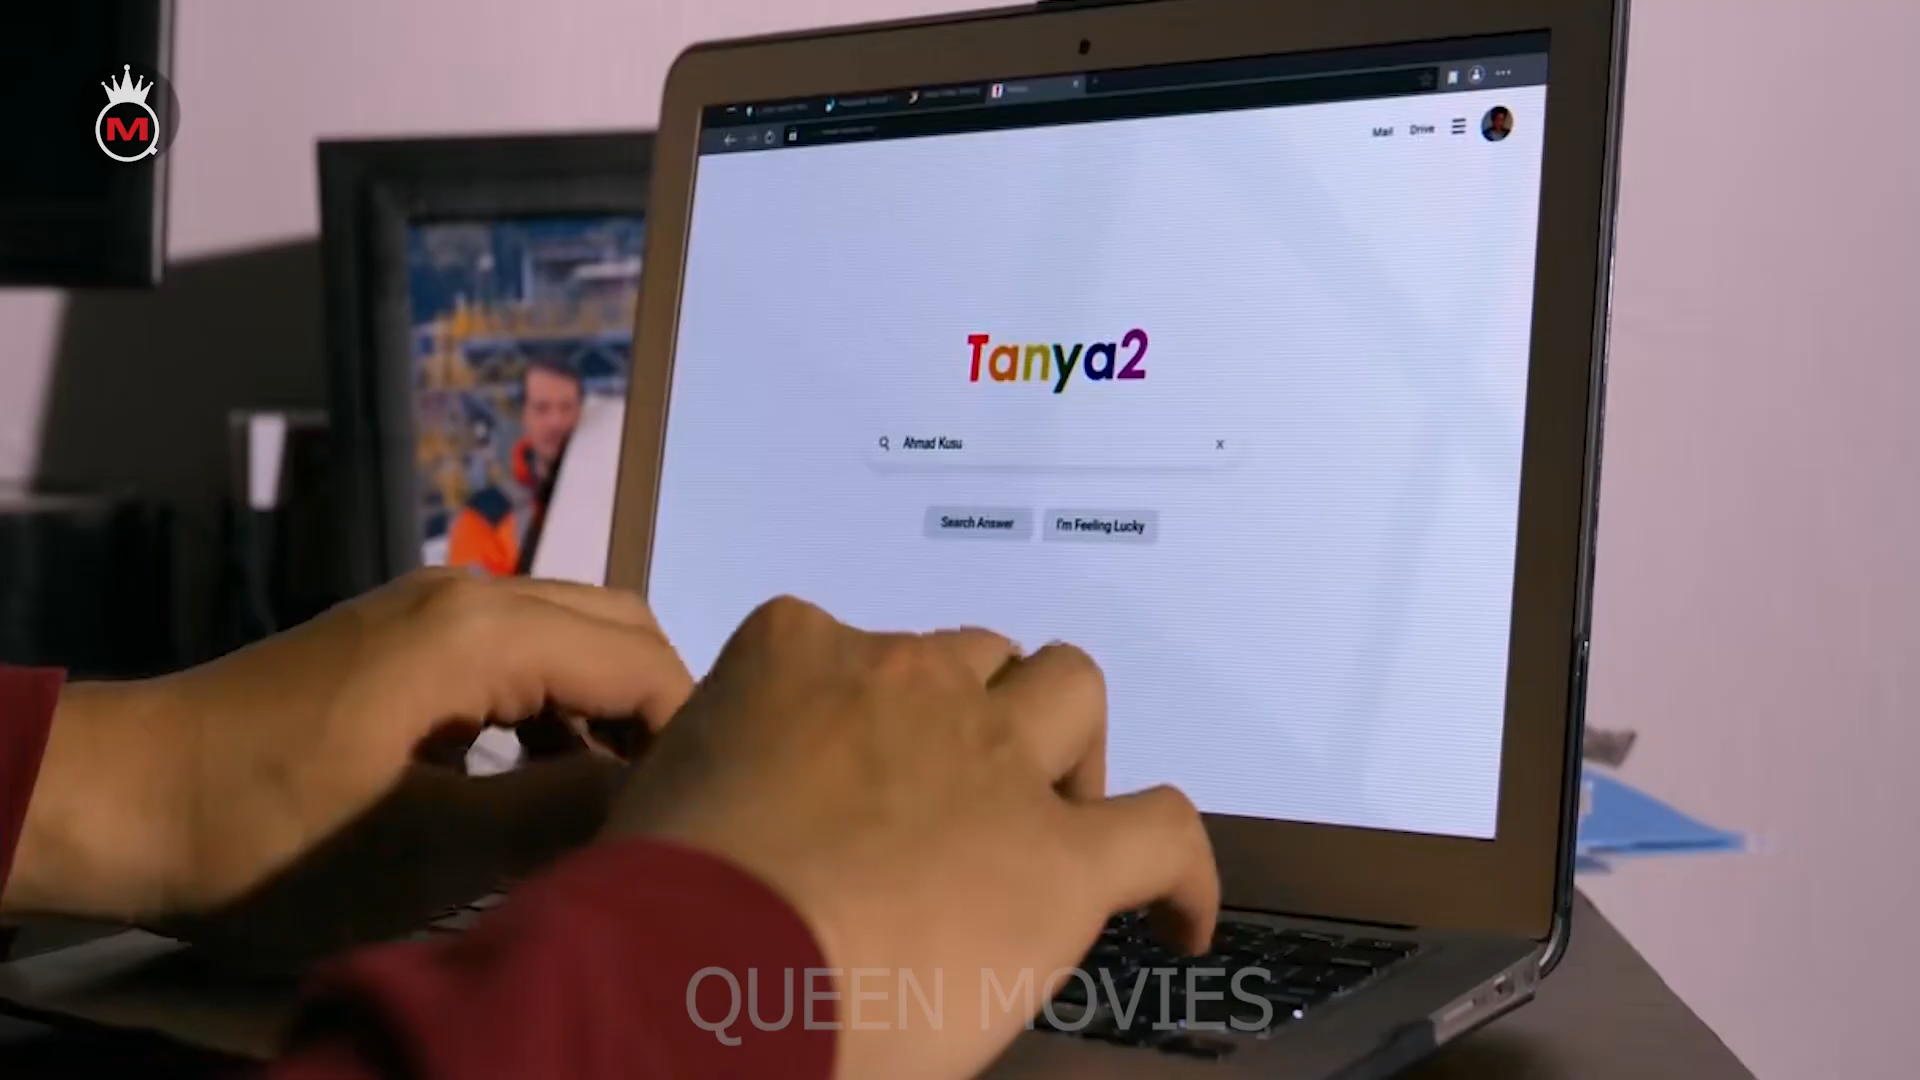 M
Mail Drive
Tanya2
Ahmad Kusu
Search Answer I'm Feeling Lucky
QUEEN MOVIES